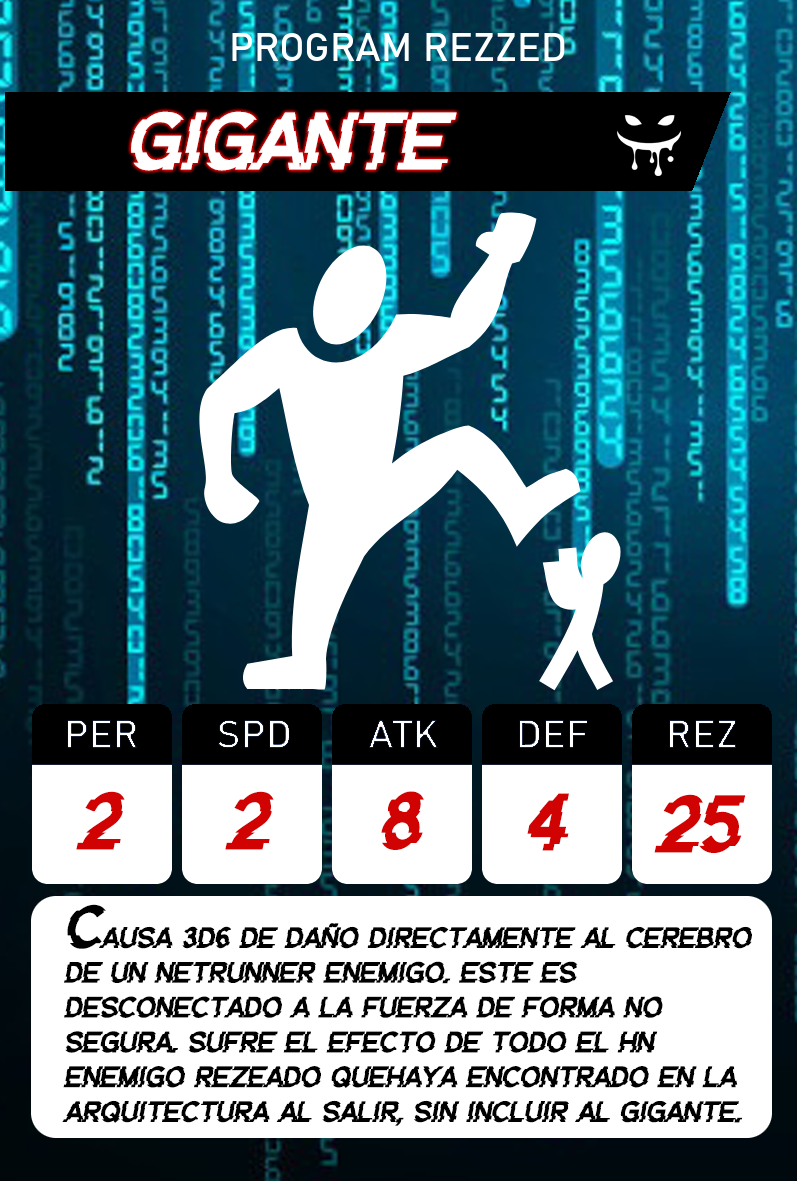 PROGRAM REZZED
GIGANTE
PER SPD ATK DEF REZ
2 2 8 4 25
CAUSA 3D6 DE DAÑO DIRECTAMENTE AL CEREBRO
DE UN NETRUNNER ENEMIGO. ESTE ES
DESCONECTADO A LA FUERZA DE FORMA NO
SEGURA. SUFRE EL EFECTO DE TODO EL HN
ENEMIGO REZEADO QUEHAYA ENCONTRADO EN LA
ARQUITECTURA AL SALIR, SIN INCLUIR AL GIGANTE.